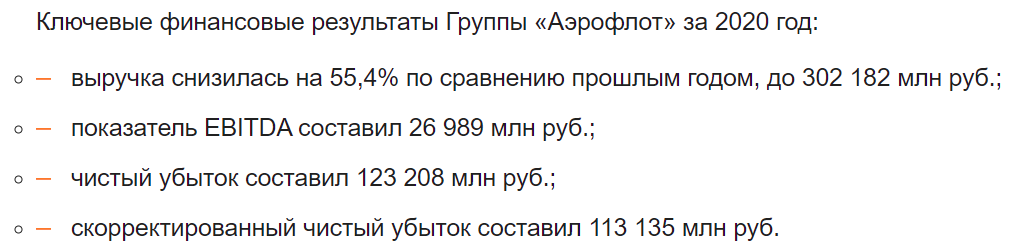 Ключевые финансовые результаты Группы «Аэрофлот» за 2020 год:
— выручка снизилась на 55,4% по сравнению прошлым годом, до 302 182 млн руб.;
— показатель EBITDA составил 26 989 млн руб.;
— чистый убыток составил 123 208 млн руб.;
— скорректированный чистый убыток составил 113 135 млн руб.